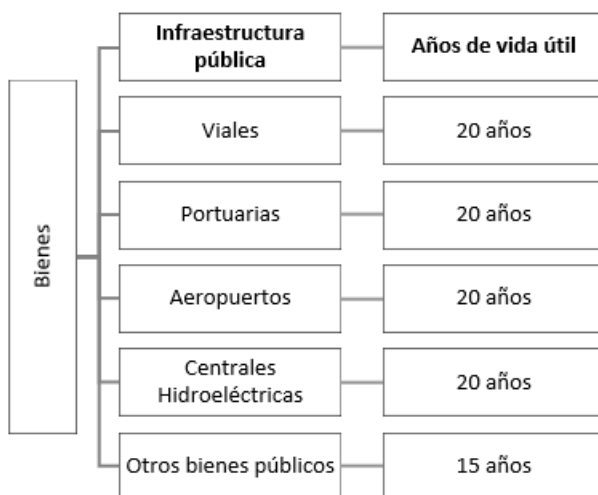 Bienes
Infraestructura
pública
Años de vida útil
Viales
20 años
Portuarias
20 años
Aeropuertos
20 años
Centrales
Hidroeléctricas
20 años
Otros bienes públicos
15 años